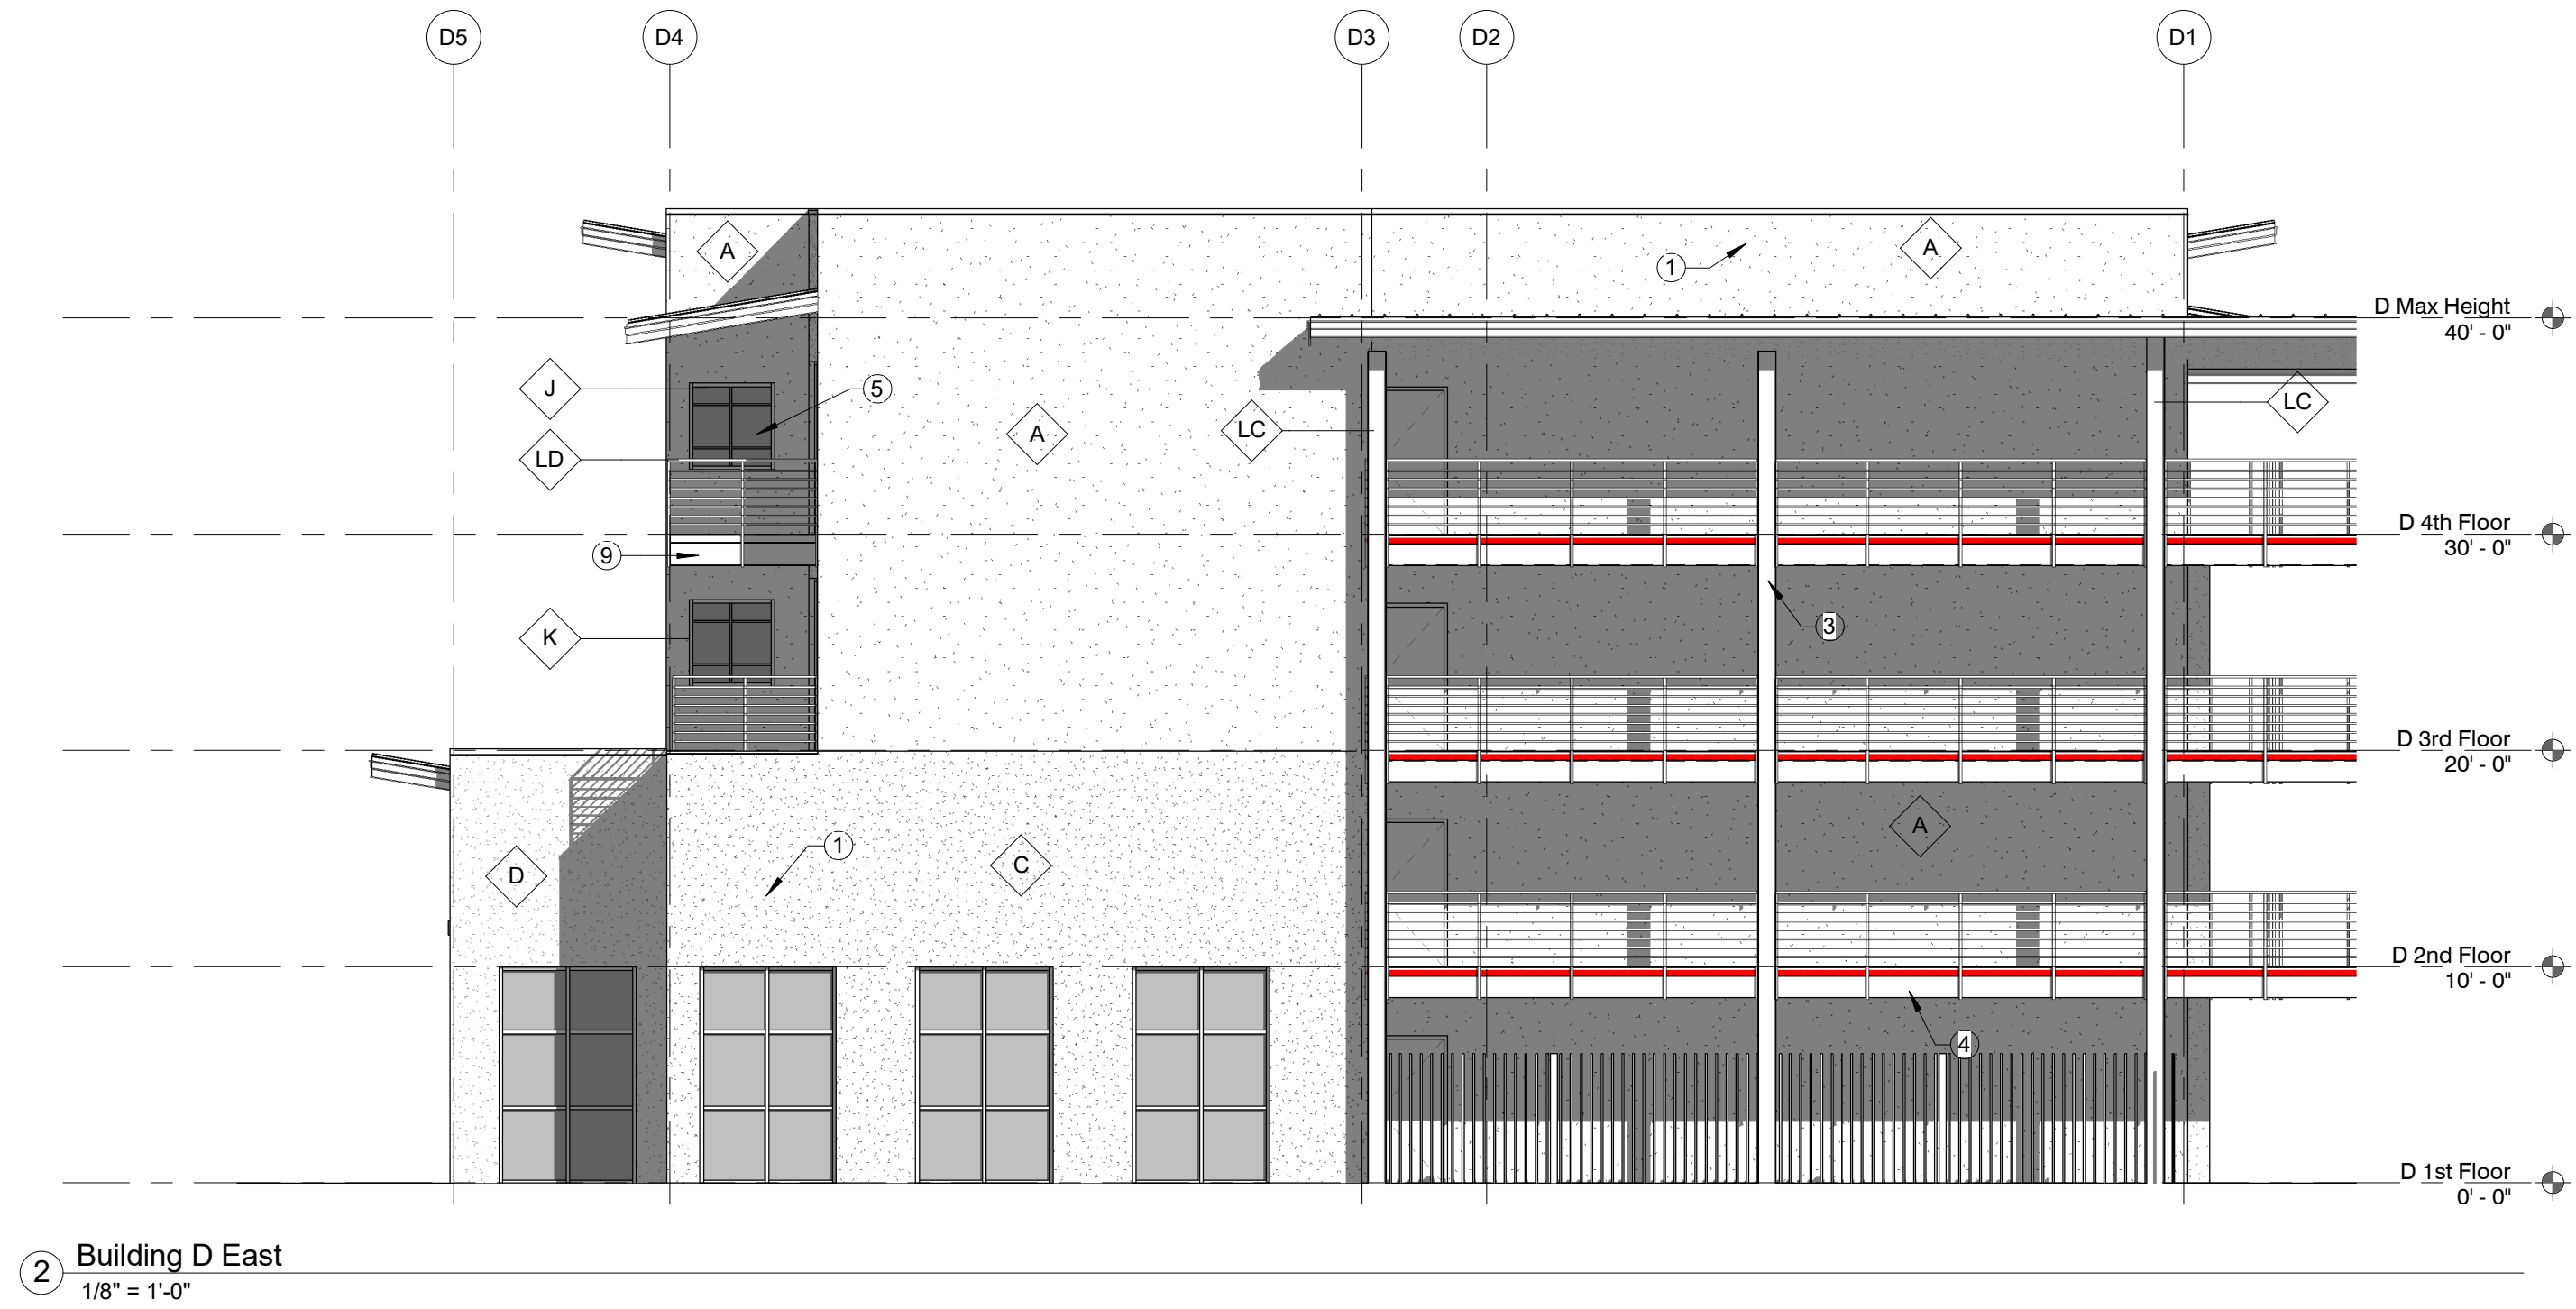 D5 D4 D3 D2 D1
A 1 A
D Max Height
40' - 0"
J 5
LC
A LC
LD
D 4th Floor
30' - 0"
9
3
K
D 3rd Floor
20' - 0"
A
1
C
D
D 2nd Floor
10' - 0"
4
D 1st Floor
0' - 0"
2 Building D East
1/8" = 1'-0"